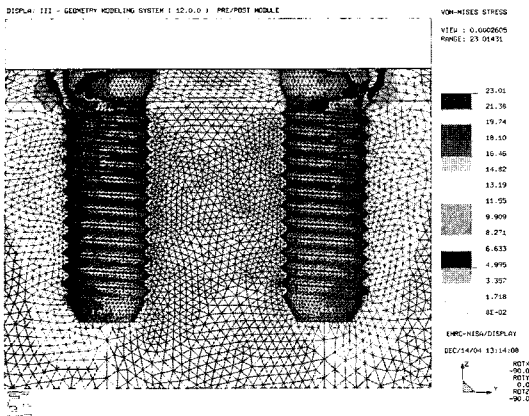 DISPLAY III - GEOMETRY MODELING SYSTEM ( 12.0.0 ) PRE/POST MODULE
VON-MISES STRESS
VIEW : 0.0002605
RANGE: 23.01431
23.01
21.36
19.74
18.10
16.46
14.82
13.19
11.55
9.909
8.271
6.633
4.995
3.357
1.718
8E-02
EMRC-NISA/DISPLAY
DEC/14/04 13:14:08
Z
Y
ROTX
-90.0
ROTY
0.0
ROTZ
-90.0